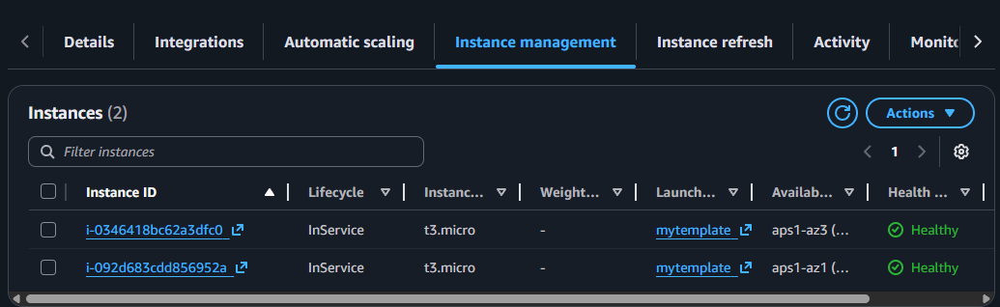 Details Integrations Automatic scaling Instance management Instance refresh Activity Monito
Instances (2) Actions
Filter instances 1
Instance ID Lifecycle Instanc... Weight... Launch... Availab... Health ...
i-0346418bc62a3dfc0 InService t3.micro - mytemplate aps1-az3 (... Healthy
i-092d683cdd856952a InService t3.micro - mytemplate aps1-az1 (... Healthy